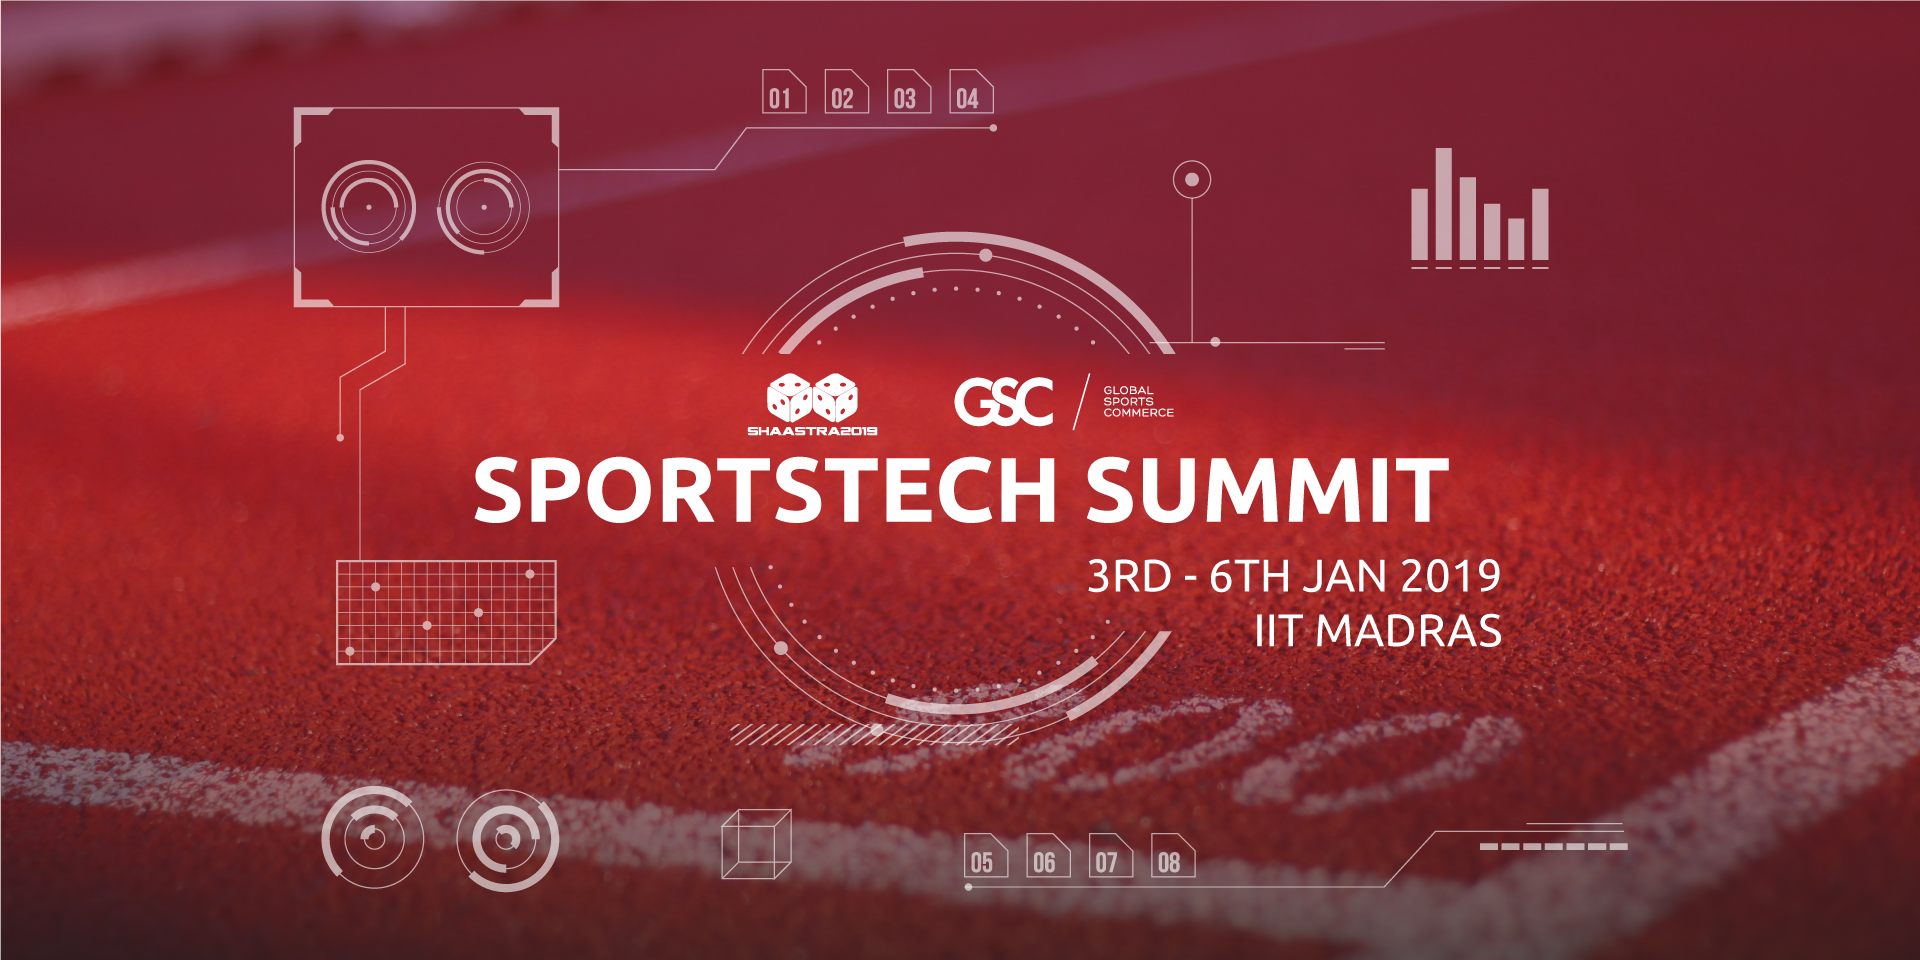 01 02 03 04
SHAASTRA2019
GSC
GLOBAL
SPORTS
COMMERCE
SPORTSTECH SUMMIT
3RD - 6TH JAN 2019
IIT MADRAS
05 06 07 08